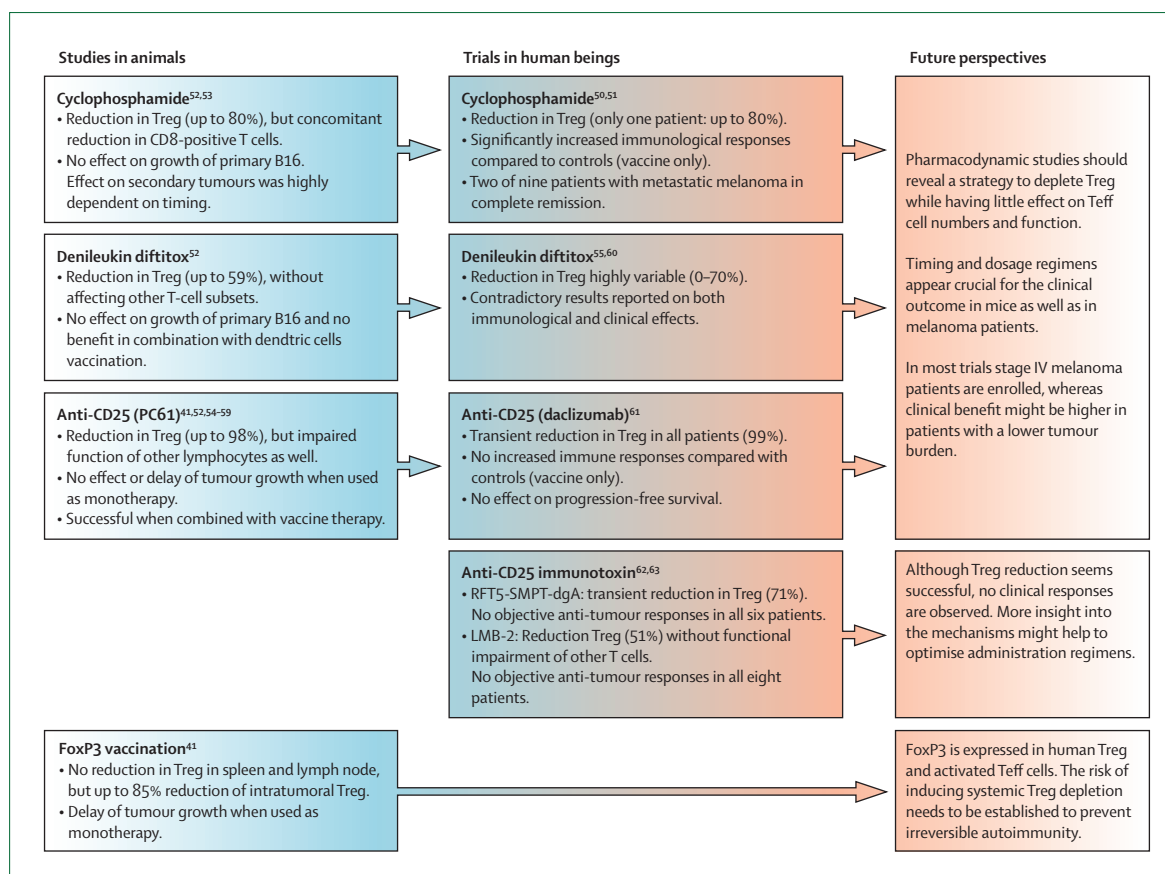 Studies in animals
Trials in human beings
Future perspectives
Cyclophosphamide52,53
• Reduction in Treg (up to 80%), but concomitant
reduction in CD8-positive T cells.
• No effect on growth of primary B16.
Effect on secondary tumours was highly
dependent on timing.
Cyclophosphamide50,51
• Reduction in Treg (only one patient: up to 80%).
• Significantly increased immunological responses
compared to controls (vaccine only).
• Two of nine patients with metastatic melanoma in
complete remission.
Denileukin diftitox52
• Reduction in Treg (up to 59%), without
affecting other T-cell subsets.
• No effect on growth of primary B16 and no
benefit in combination with dendtric cells
vaccination.
Denileukin diftitox55,60
• Reduction in Treg highly variable (0–70%).
• Contradictory results reported on both
immunological and clinical effects.
Anti-CD25 (PC61)41,52,54–59
• Reduction in Treg (up to 98%), but impaired
function of other lymphocytes as well.
• No effect or delay of tumour growth when used
as monotherapy.
• Successful when combined with vaccine therapy.
Anti-CD25 (daclizumab)61
• Transient reduction in Treg in all patients (99%).
• No increased immune responses compared with
controls (vaccine only).
• No effect on progression-free survival.
Pharmacodynamic studies should
reveal a strategy to deplete Treg
while having little effect on Teff
cell numbers and function.
Timing and dosage regimens
appear crucial for the clinical
outcome in mice as well as in
melanoma patients.
In most trials stage IV melanoma
patients are enrolled, whereas
clinical benefit might be higher in
patients with a lower tumour
burden.
Anti-CD25 immunotoxin62,63
• RFT5-SMPT-dgA: transient reduction in Treg (71%).
No objective anti-tumour responses in all six patients.
• LMB-2: Reduction Treg (51%) without functional
impairment of other T cells.
No objective anti-tumour responses in all eight
patients.
Although Treg reduction seems
successful, no clinical responses
are observed. More insight into
the mechanisms might help to
optimise administration regimens.
FoxP3 vaccination41
• No reduction in Treg in spleen and lymph node,
but up to 85% reduction of intratumoral Treg.
• Delay of tumour growth when used as
monotherapy.
FoxP3 is expressed in human Treg
and activated Teff cells. The risk of
inducing systemic Treg depletion
needs to be established to prevent
irreversible autoimmunity.